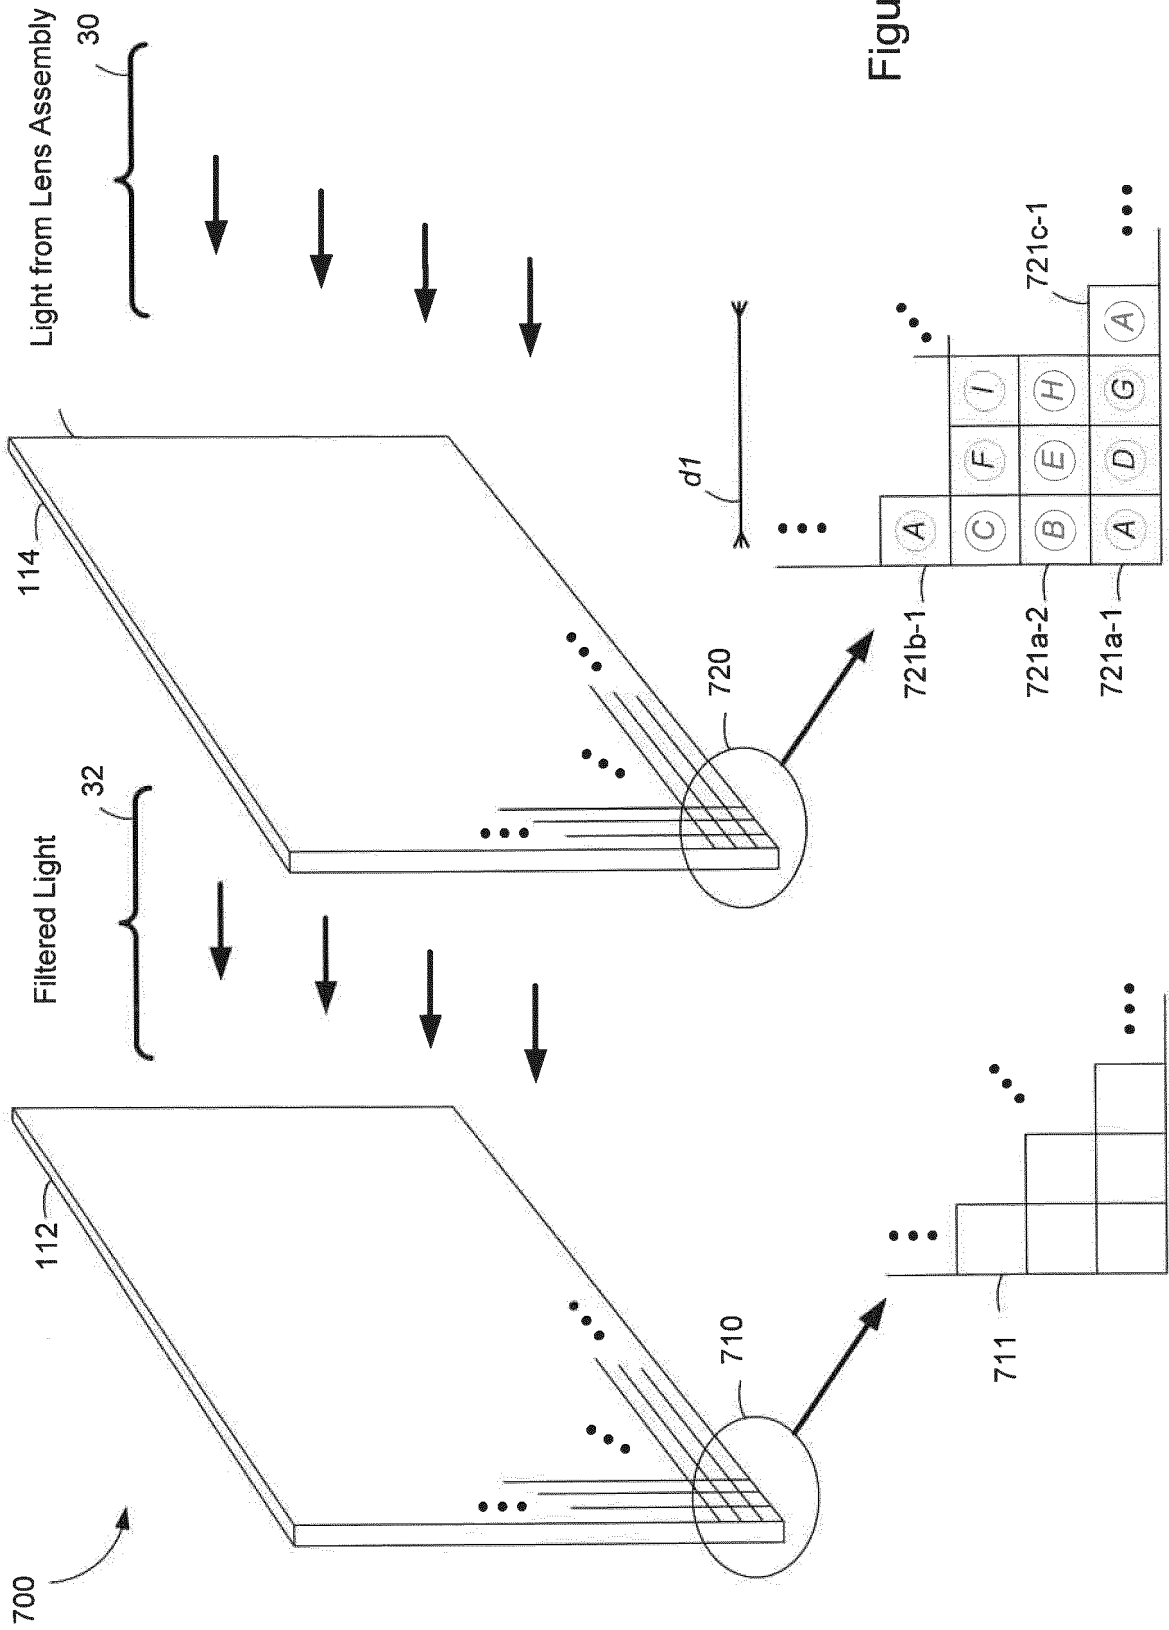 700
112
Filtered Light
32
114
Light from Lens Assembly
30
710
720
d1
Figu
721b-1
A
C F I
711
721a-2
B E H
721c-1
721a-1
A D G A